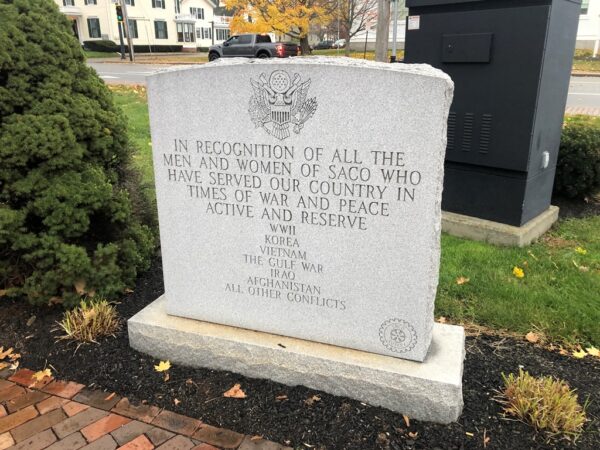 IN RECOGNITION OF ALL THE
MEN AND WOMEN OF SACO WHO
HAVE SERVED OUR COUNTRY IN
TIMES OF WAR AND PEACE
ACTIVE AND RESERVE
WWII
KOREA
VIETNAM
THE GULF WAR
IRAQ
AFGHANISTAN
ALL OTHER CONFLICTS